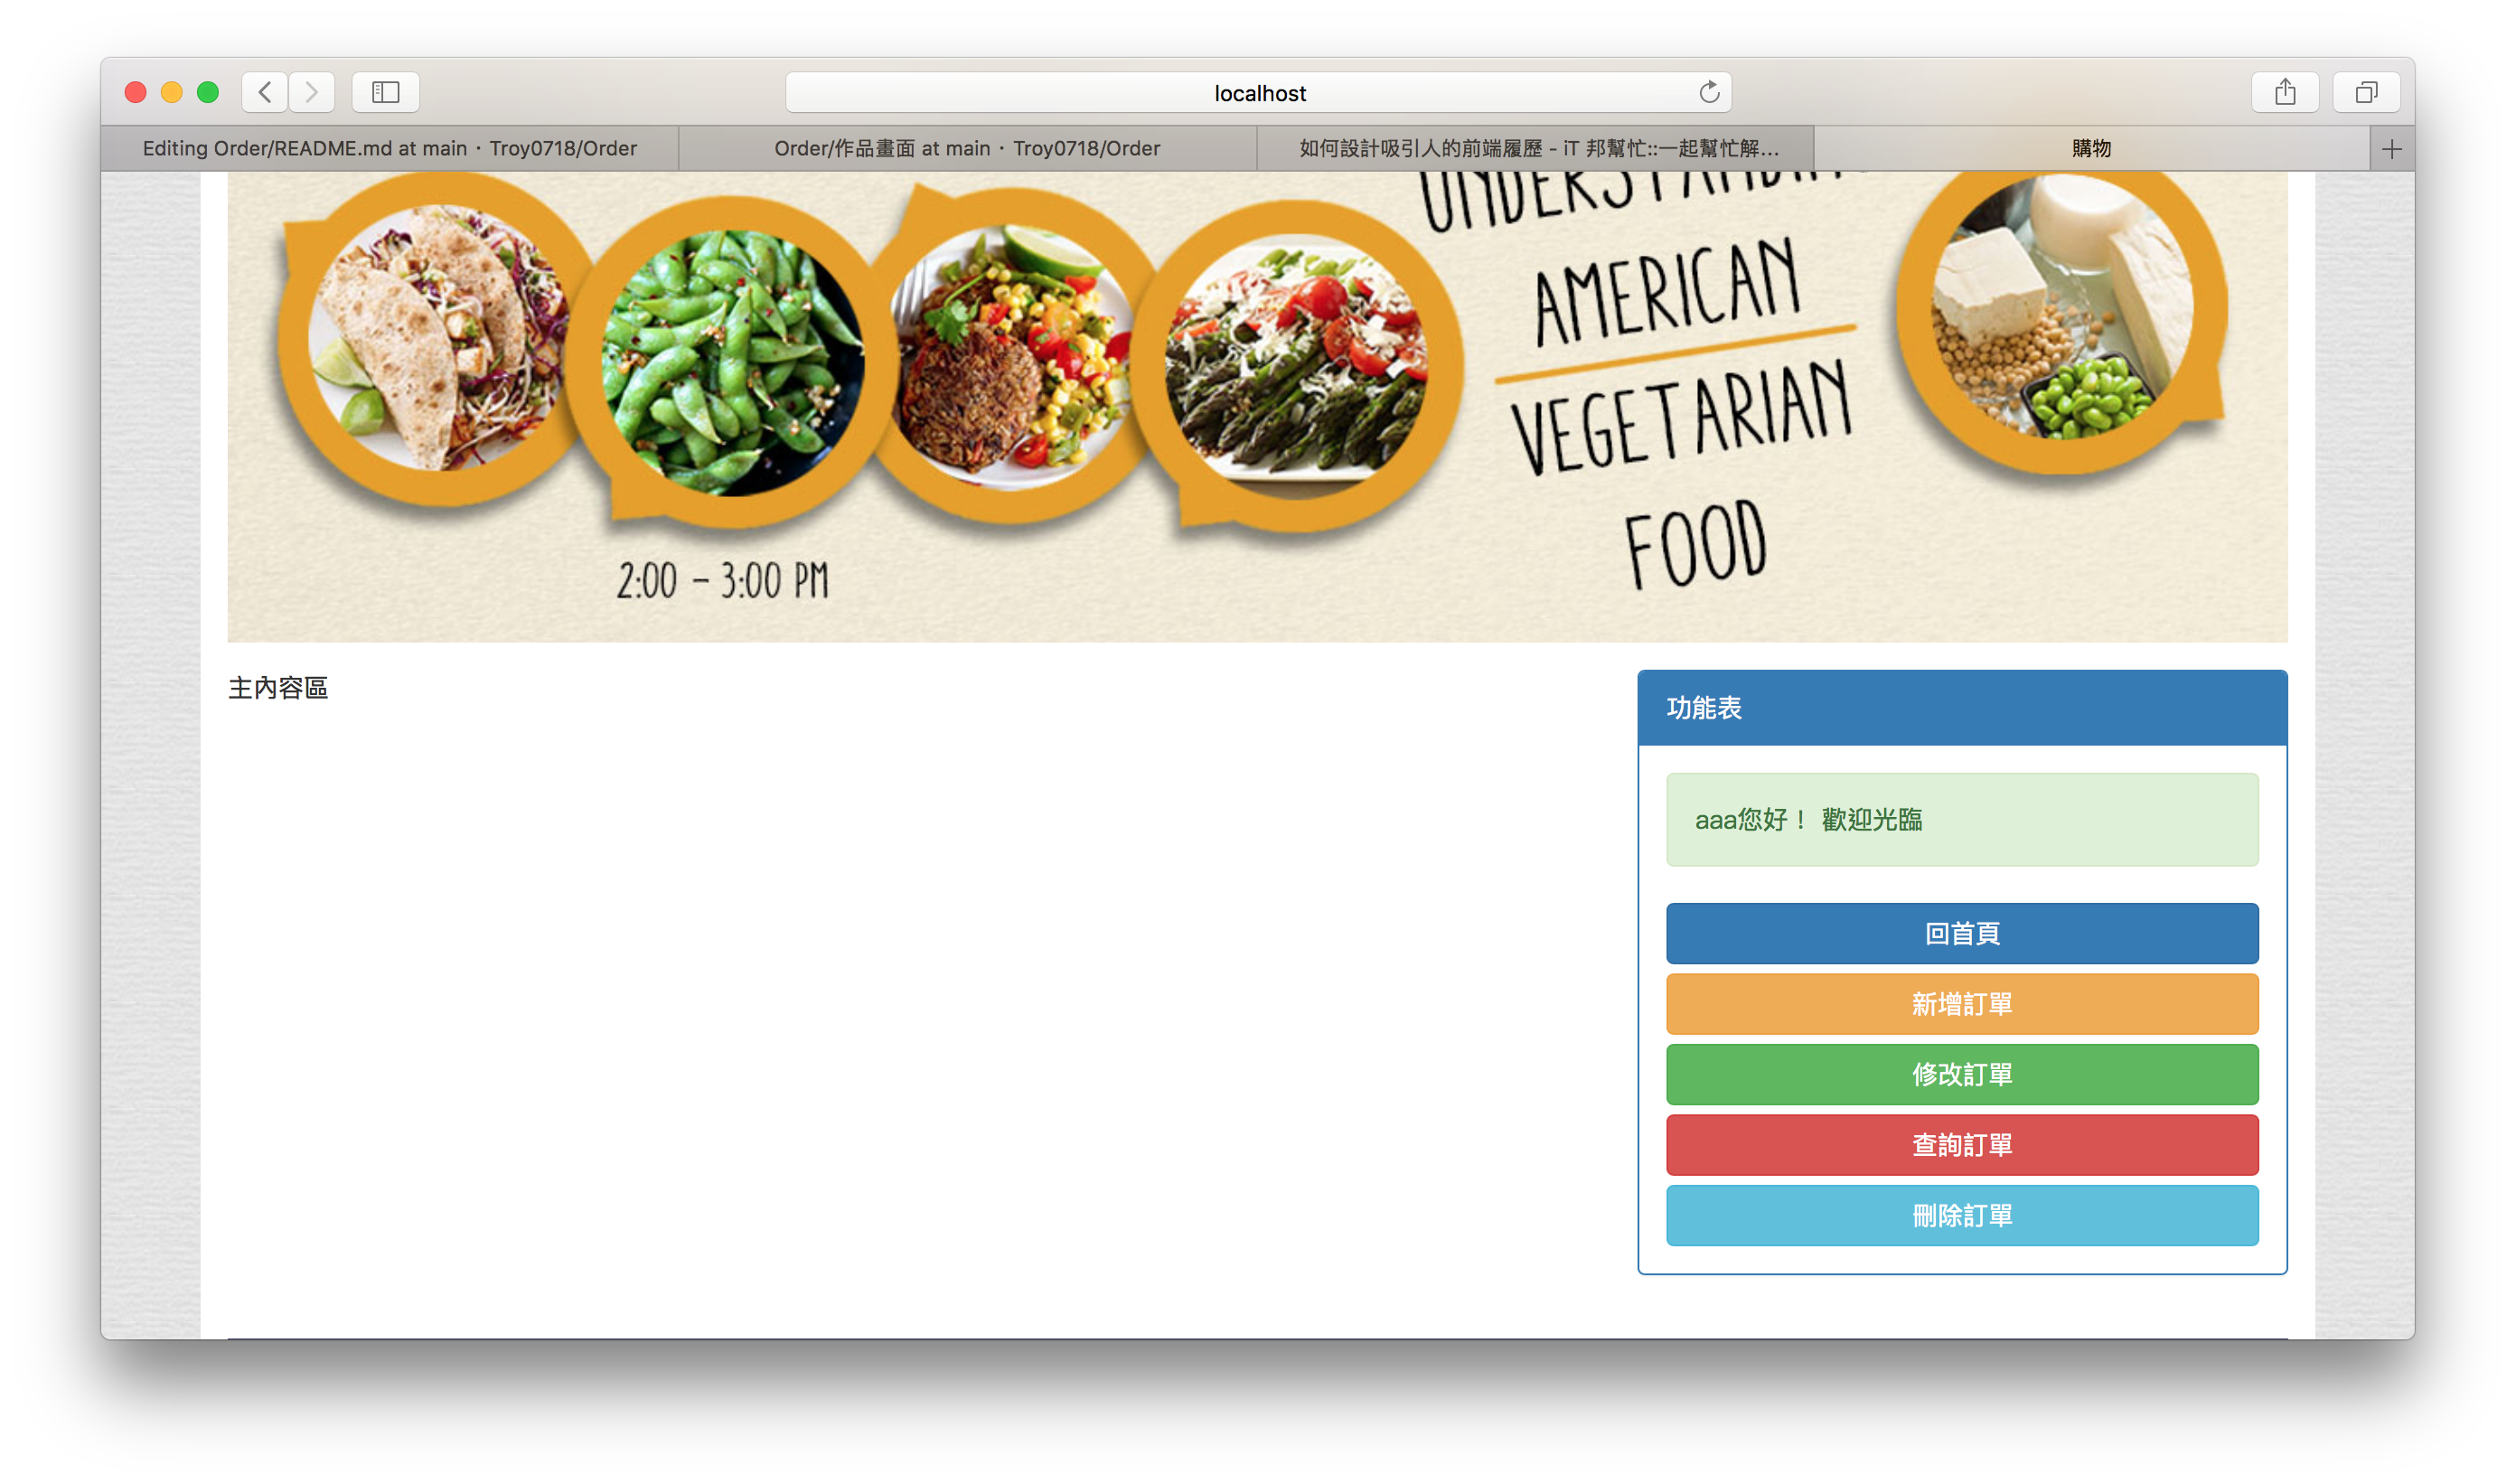 localhost
Editing Order/README.md at main · Troy0718/Order
Order/作品畫面 at main · Troy0718/Order
如何設計吸引人的前端履歷 - iT 邦幫忙::一起幫忙解…
購物
UNDERSTANDING
AMERICAN
VEGETARIAN
FOOD
2:00 – 3:00 PM
主內容區
功能表
aaa您好！ 歡迎光臨
回首頁
新增訂單
修改訂單
查詢訂單
刪除訂單